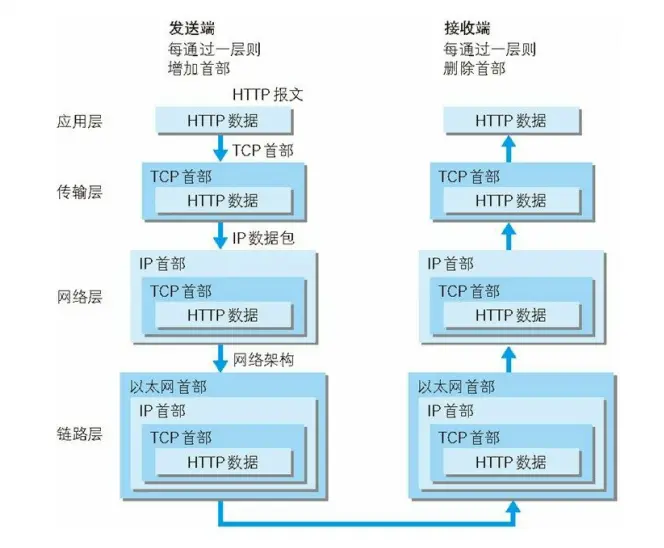 发送端
每通过一层则
增加首部
接收端
每通过一层则
删除首部
HTTP 报文
应用层
HTTP 数据
HTTP 数据
TCP 首部
传输层
TCP 首部
HTTP 数据
TCP 首部
HTTP 数据
IP 数据包
网络层
IP 首部
TCP 首部
HTTP 数据
IP 首部
TCP 首部
HTTP 数据
网络架构
链路层
以太网首部
IP 首部
TCP 首部
HTTP 数据
以太网首部
IP 首部
TCP 首部
HTTP 数据